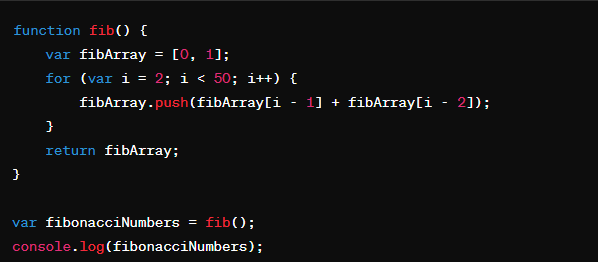 function fib() {
    var fibArray = [0, 1];
    for (var i = 2; i < 50; i++) {
        fibArray.push(fibArray[i - 1] + fibArray[i - 2]);
    }
    return fibArray;
}

var fibonacciNumbers = fib();
console.log(fibonacciNumbers);